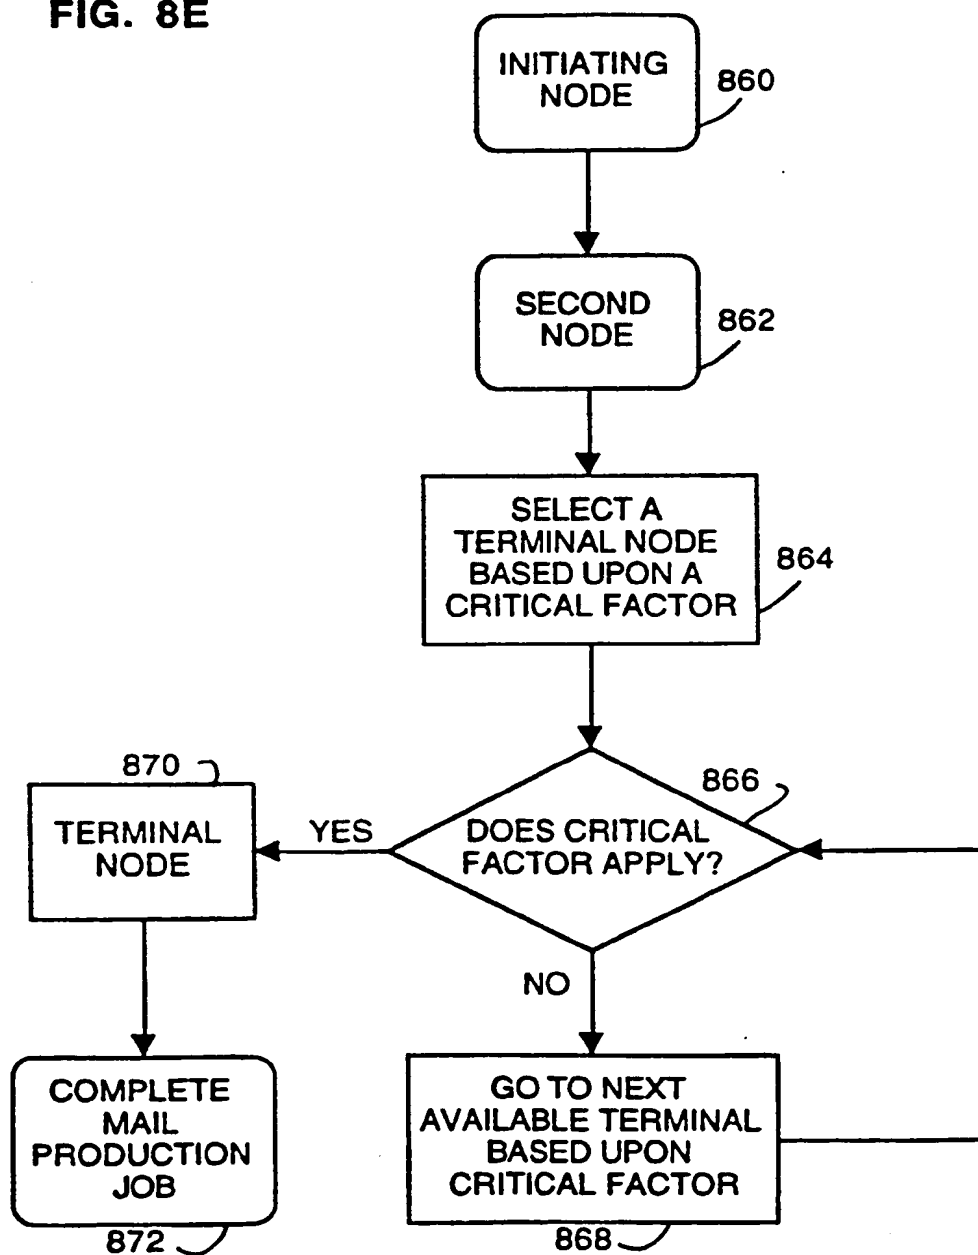 FIG. 8E
INITIATING
NODE
860
SECOND
NODE
862
SELECT A
TERMINAL NODE
BASED UPON A
CRITICAL FACTOR
864
870
866
TERMINAL
NODE
YES
DOES CRITICAL
FACTOR APPLY?
NO
COMPLETE
MAIL
PRODUCTION
JOB
872
GO TO NEXT
AVAILABLE TERMINAL
BASED UPON
CRITICAL FACTOR
868